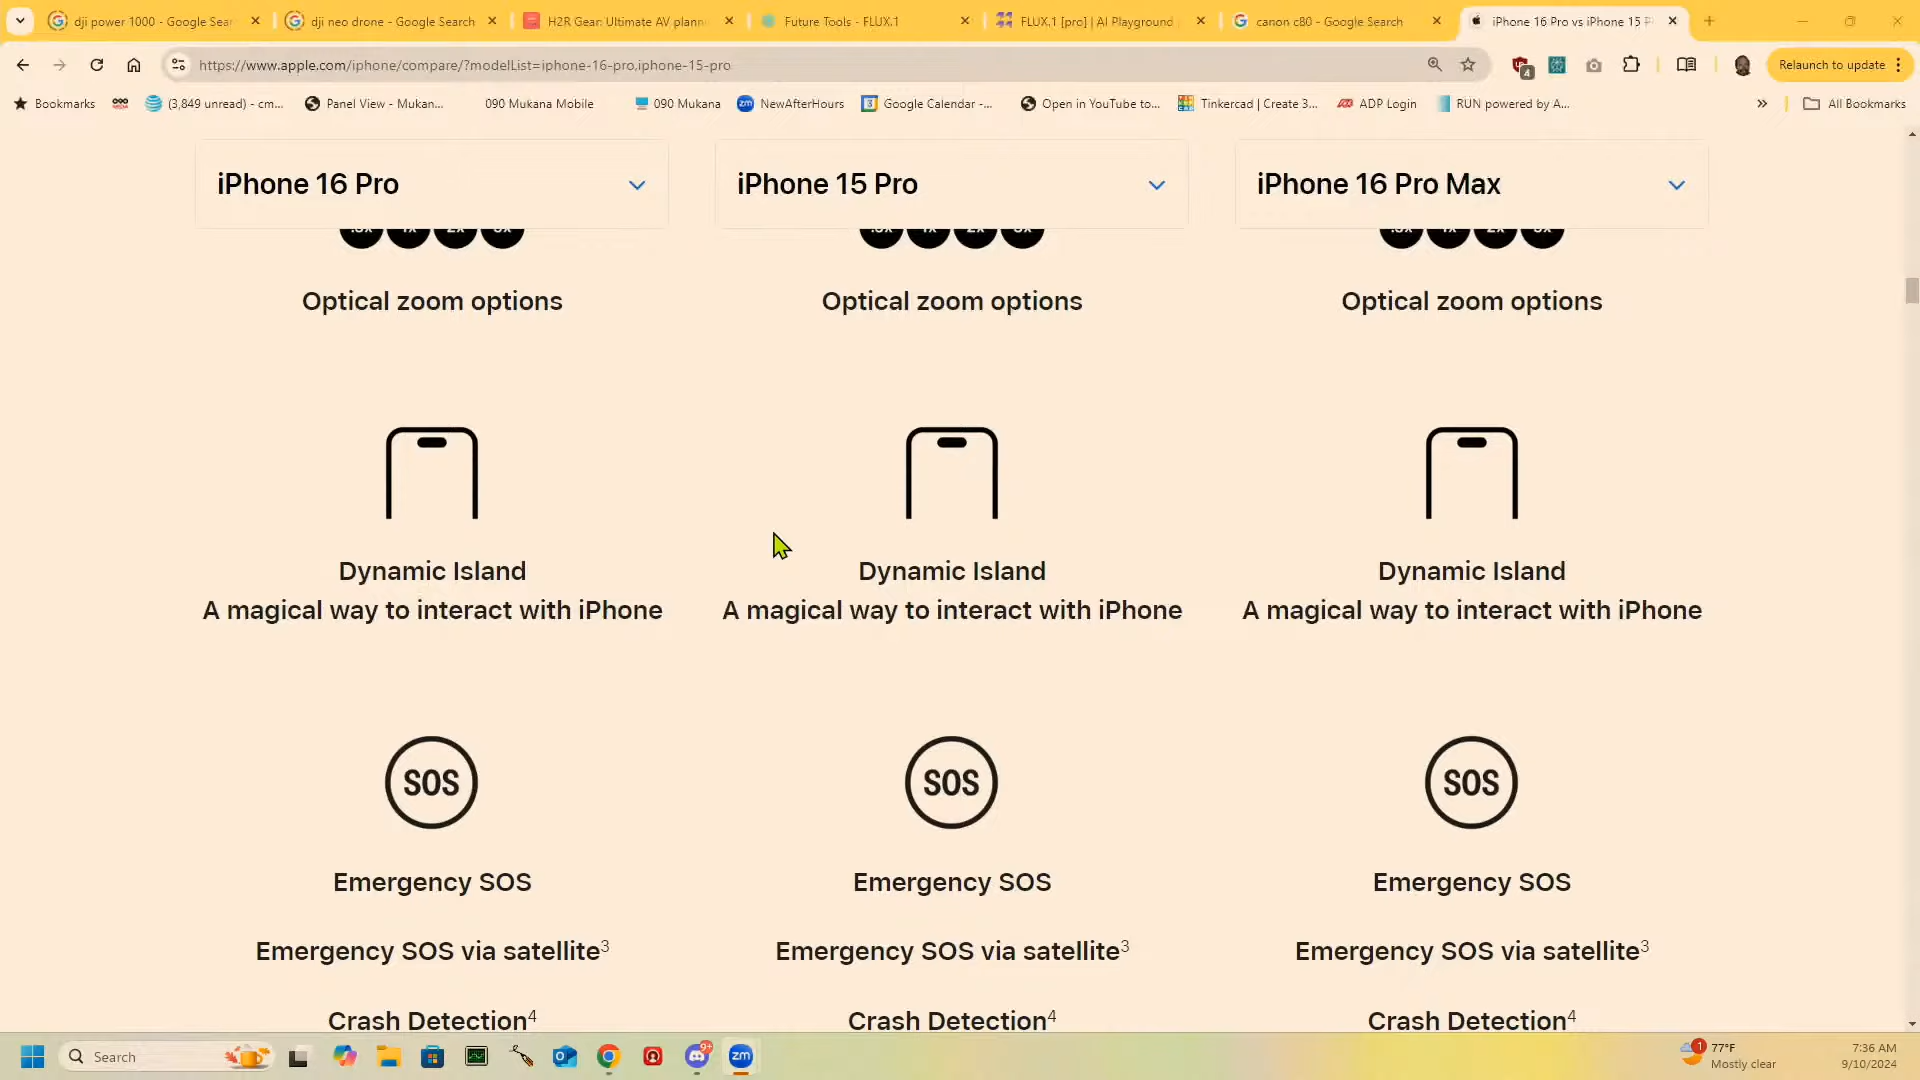 dji power 1000 - Google Sear
dji neo drone - Google Search
H2R Gear: Ultimate AV plann
Future Tools - FLUX.1
FLUX.1 [pro] | AI Playground
canon c80 - Google Search
iPhone 16 Pro vs iPhone 15 P
https://www.apple.com/iphone/compare/?modelList=iphone-16-pro,iphone-15-pro
4
Relaunch to update
Bookmarks
(3,849 unread) - cm...
Panel View - Mukan...
090 Mukana Mobile
090 Mukana
zm
NewAfterHours
Google Calendar -...
Open in YouTube to...
Tinkercad | Create 3...
ADP Login
RUN powered by A...
All Bookmarks
iPhone 16 Pro
iPhone 15 Pro
iPhone 16 Pro Max
Optical zoom options
Optical zoom options
Optical zoom options
Dynamic Island
A magical way to interact with iPhone
Dynamic Island
A magical way to interact with iPhone
Dynamic Island
A magical way to interact with iPhone
SOS
SOS
SOS
Emergency SOS
Emergency SOS
Emergency SOS
Emergency SOS via satellite3
Emergency SOS via satellite3
Emergency SOS via satellite3
Crash Detection4
Crash Detection4
Crash Detection4
Search
9+
zm
1
77°F
Mostly clear
7:36 AM
9/10/2024